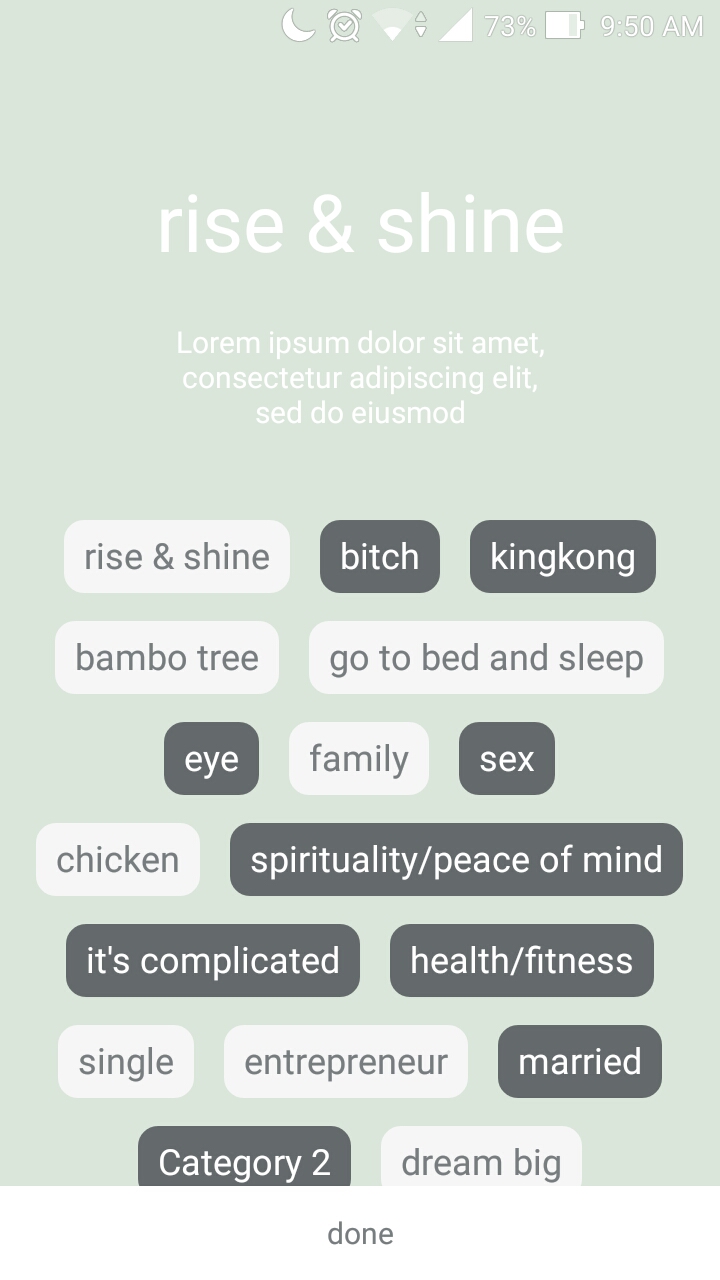 73% 9:50 AM
rise & shine
Lorem ipsum dolor sit amet,
consectetur adipiscing elit,
sed do eiusmod
rise & shine bitch kingkong
bambo tree go to bed and sleep
eye family sex
chicken spirituality/peace of mind
it's complicated health/fitness
single entrepreneur married
Category 2 dream big
done